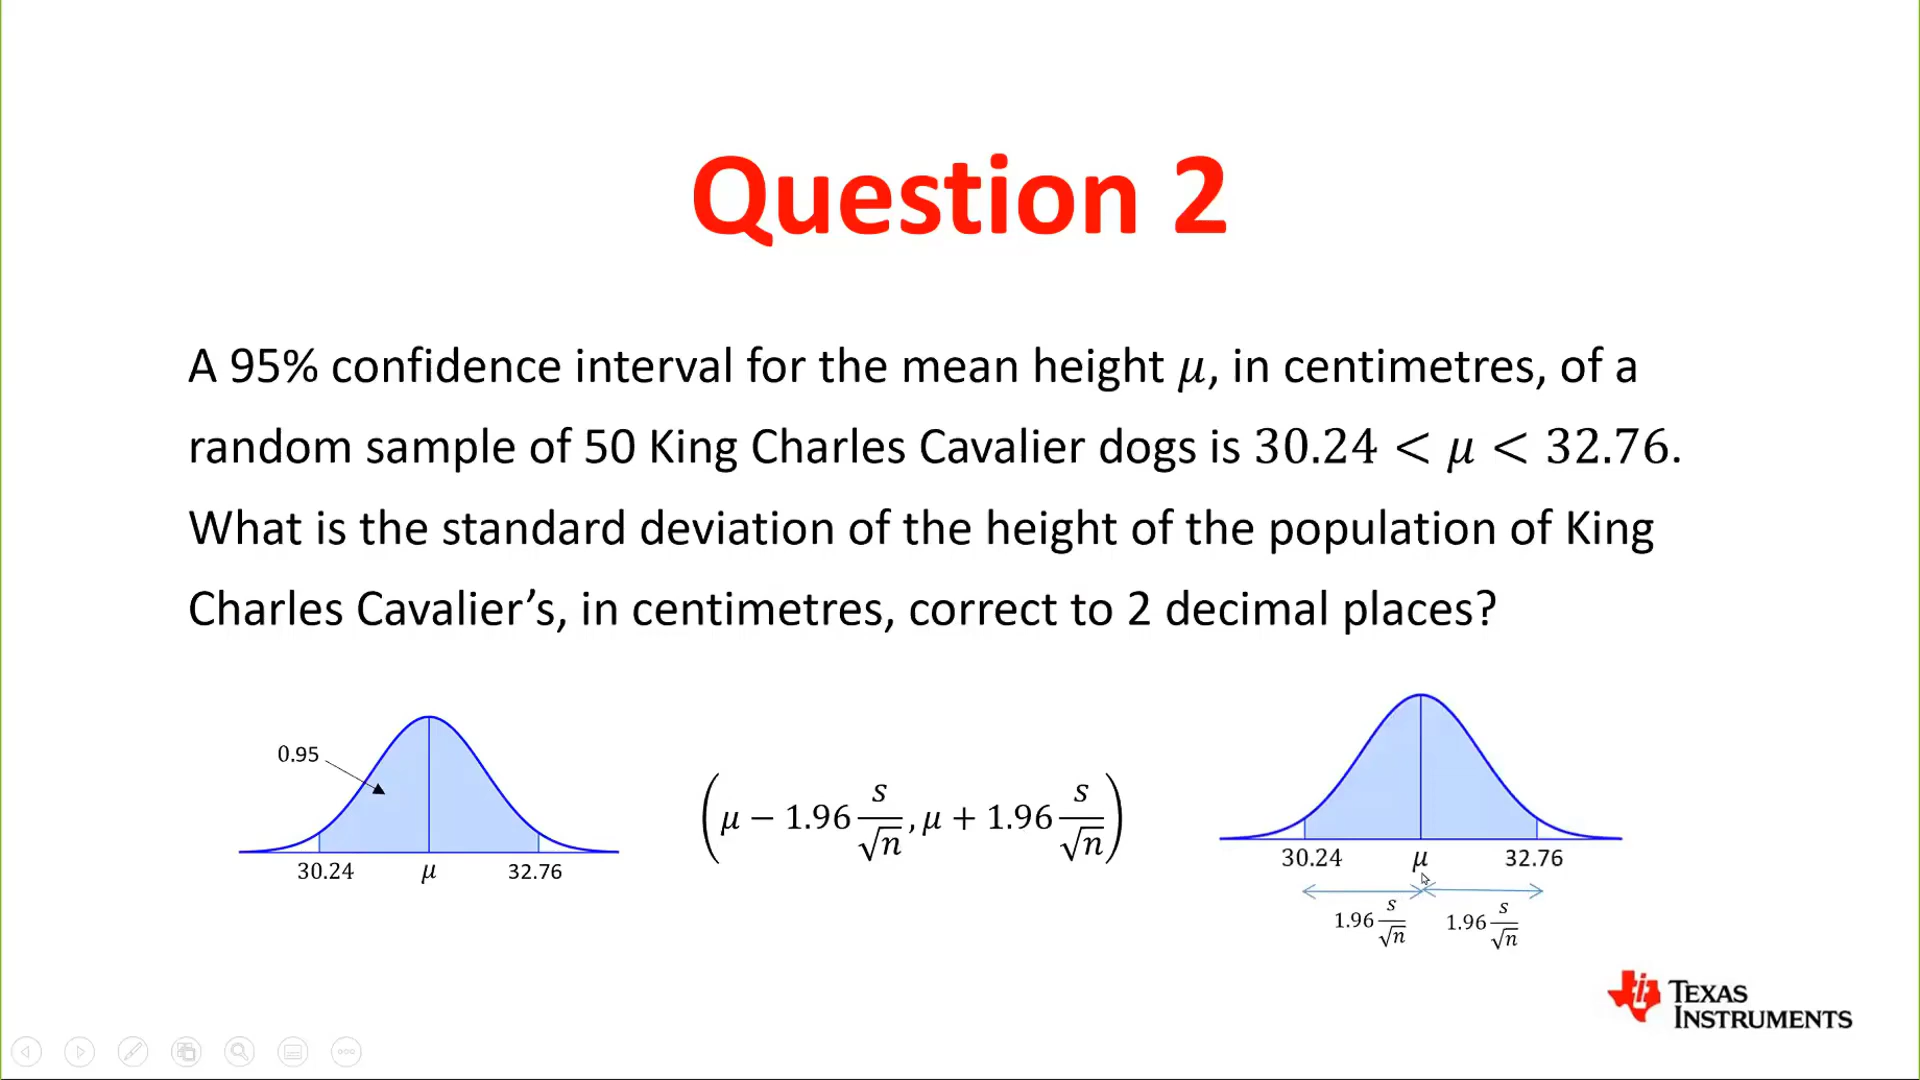 Question 2
A 95% confidence interval for the mean height μ, in centimetres, of a
random sample of 50 King Charles Cavalier dogs is 30.24 < μ < 32.76.
What is the standard deviation of the height of the population of King
Charles Cavalier’s, in centimetres, correct to 2 decimal places?
0.95
30.24 μ 32.76
(μ − 1.96 s/√n, μ + 1.96 s/√n)
30.24 μ 32.76
1.96 s/√n 1.96 s/√n
TEXAS
INSTRUMENTS